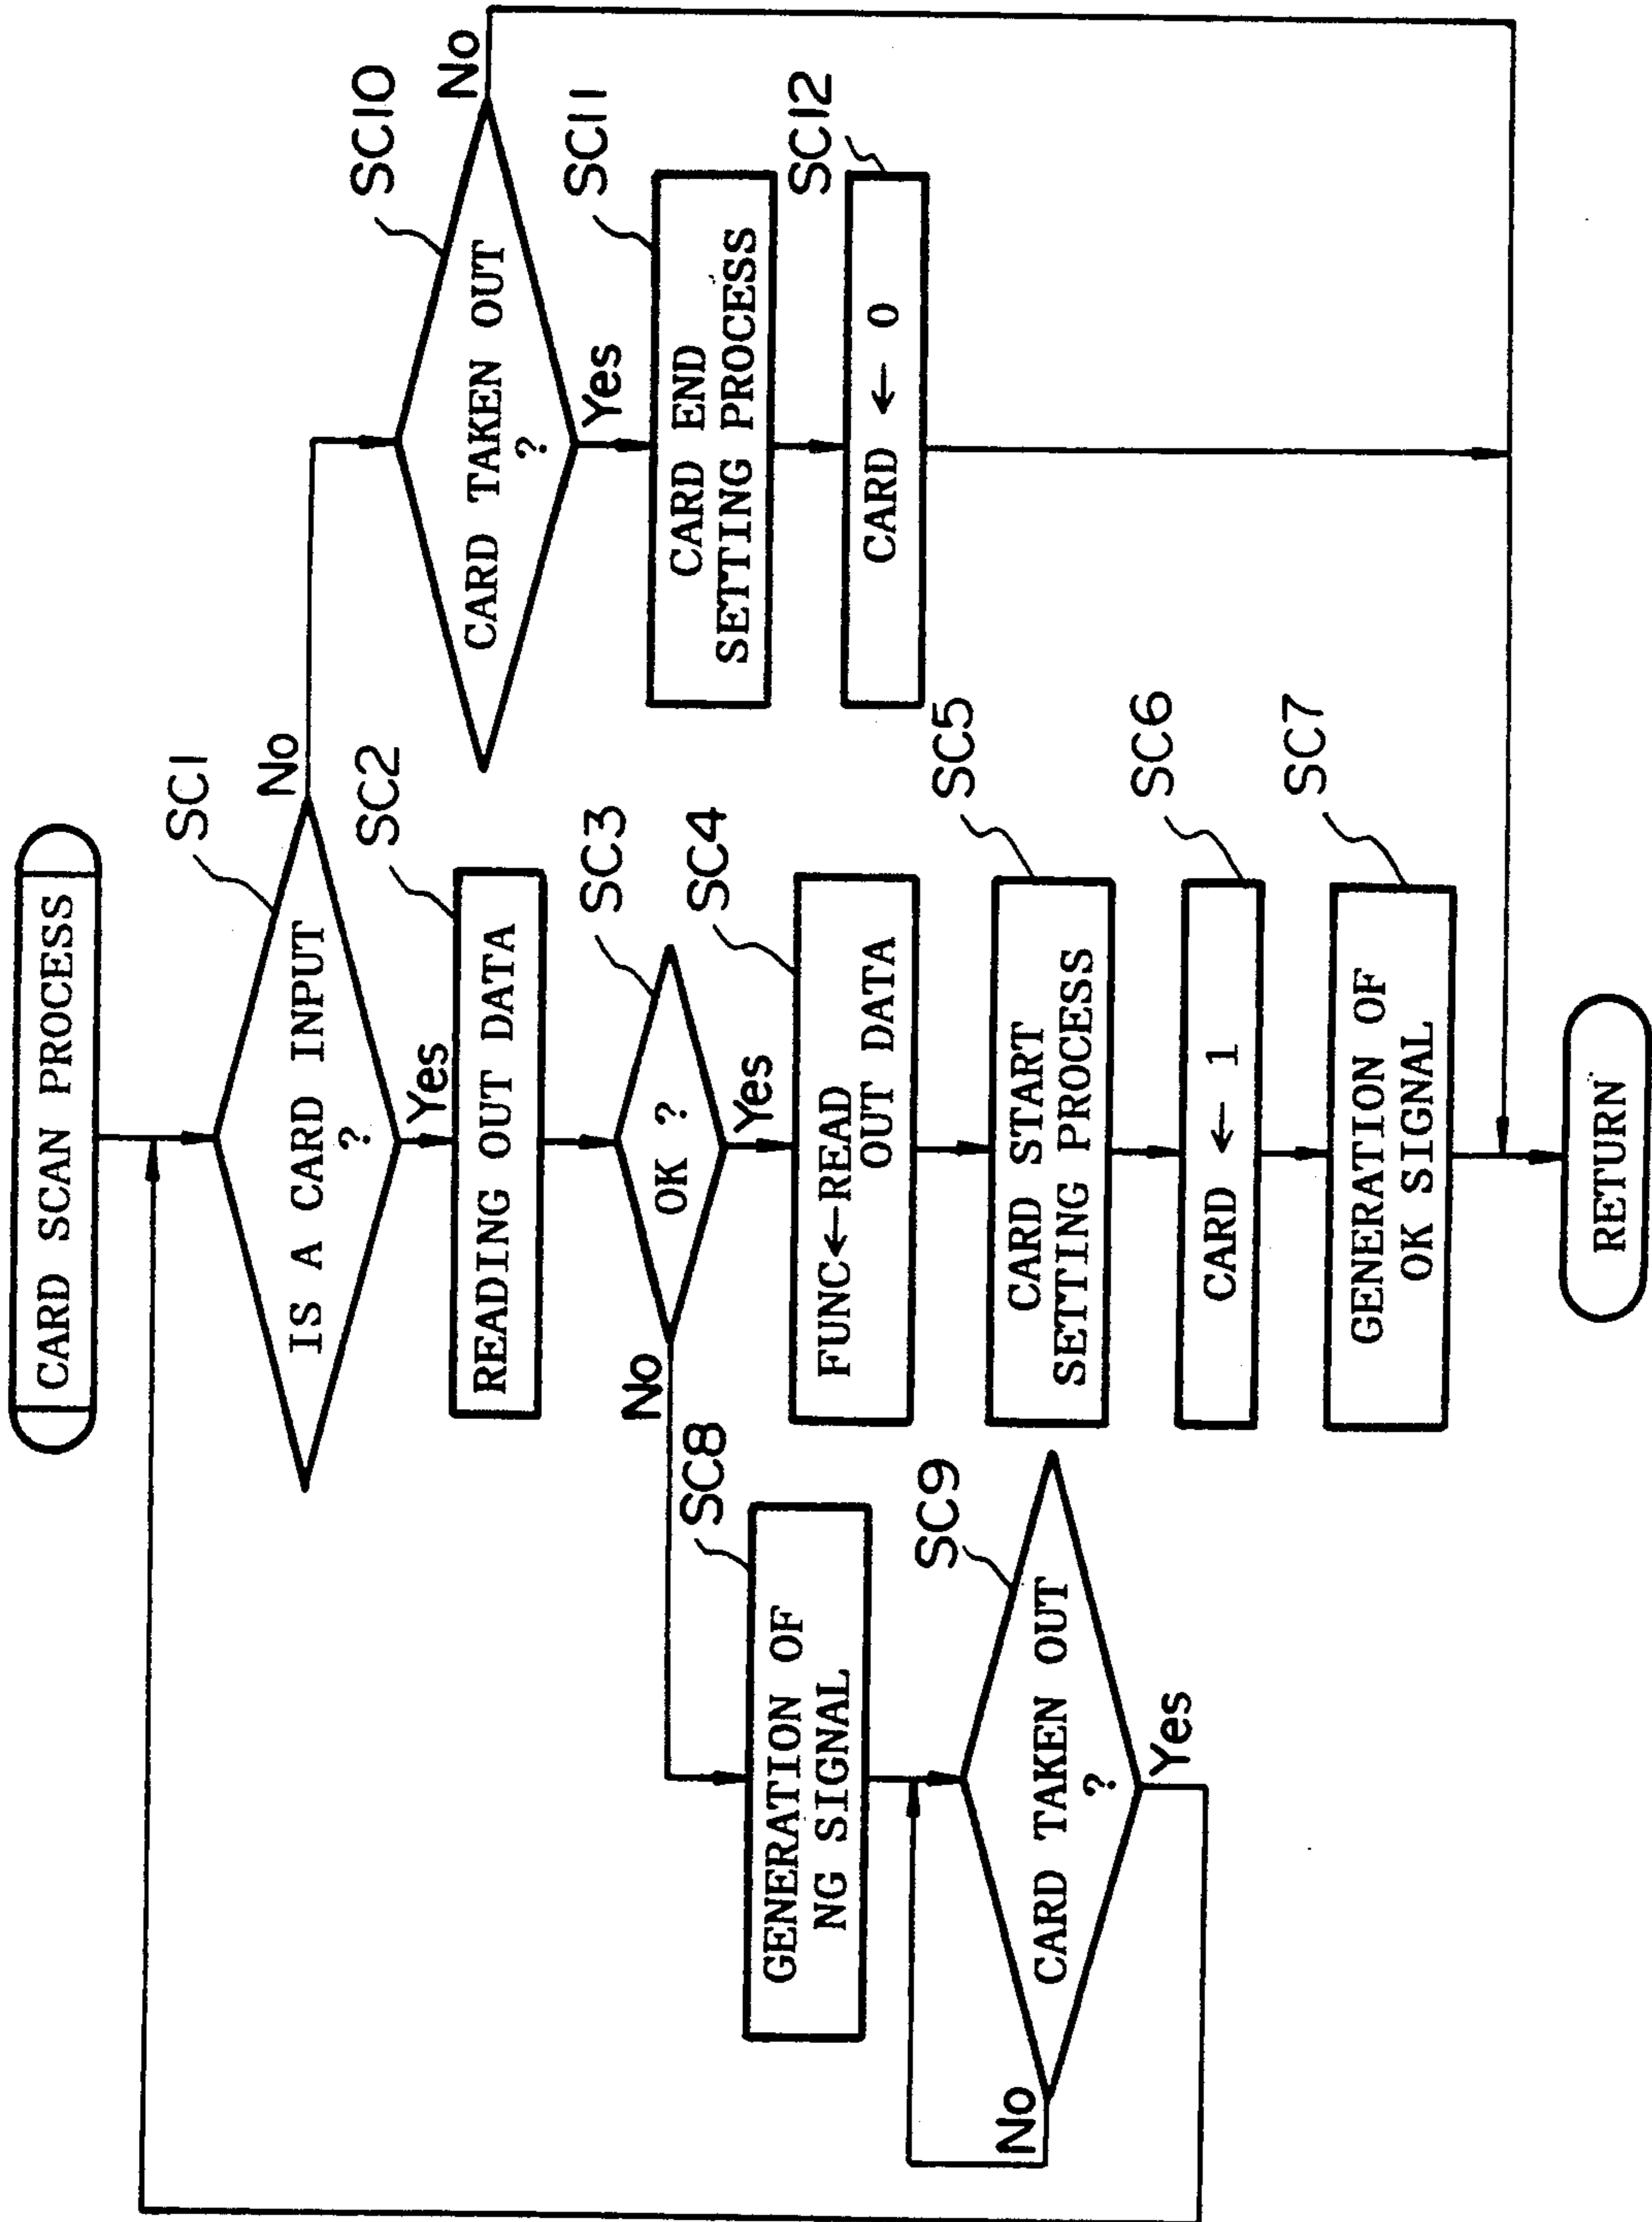 CARD SCAN PROCESS
SC1
IS A CARD INPUT
?
No
Yes
SC2
READING OUT DATA
SC3
OK ?
No
Yes
SC4
FUNC←READ
OUT DATA
SC5
CARD START
SETTING PROCESS
SC6
CARD ← 1
SC7
GENERATION OF
OK SIGNAL
RETURN
SC8
GENERATION OF
NG SIGNAL
SC9
CARD TAKEN OUT
?
No
Yes
SC10
CARD TAKEN OUT
?
No
Yes
SC11
CARD END
SETTING PROCESS
SC12
CARD ← 0